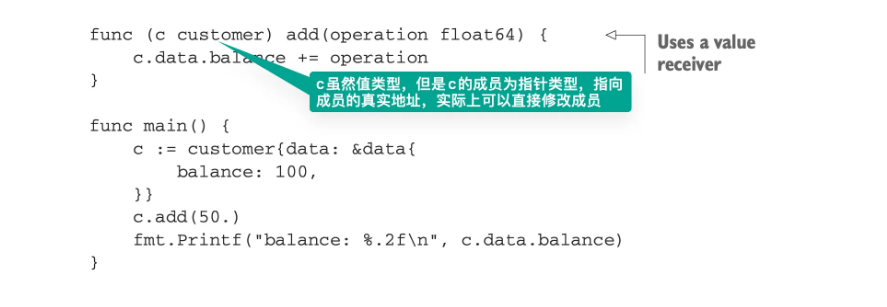 func (c customer) add(operation float64) {
    c.data.balance += operation
}
Uses a value
receiver
c虽然值类型，但是c的成员为指针类型，指向
成员的真实地址，实际上可以直接修改成员
func main() {
    c := customer{data: &data{
        balance: 100,
    }}
    c.add(50.)
    fmt.Printf("balance: %.2f\n", c.data.balance)
}